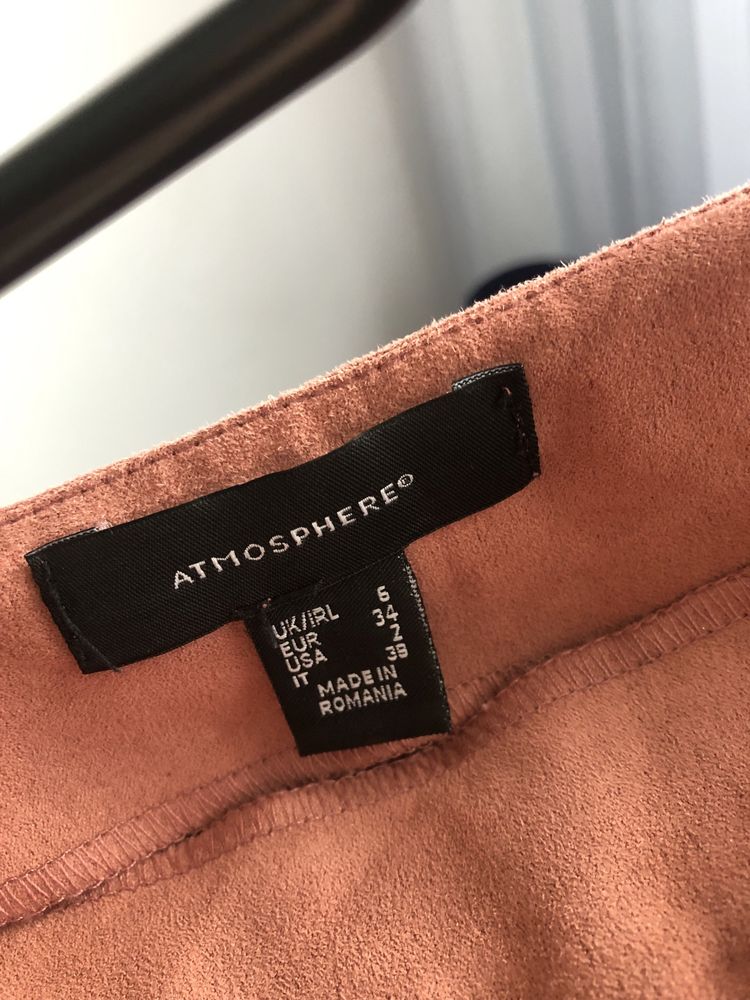 ATMOSPHERE®
UK/IRL 6
EUR 34
USA 2
IT 38
MADE IN
ROMANIA